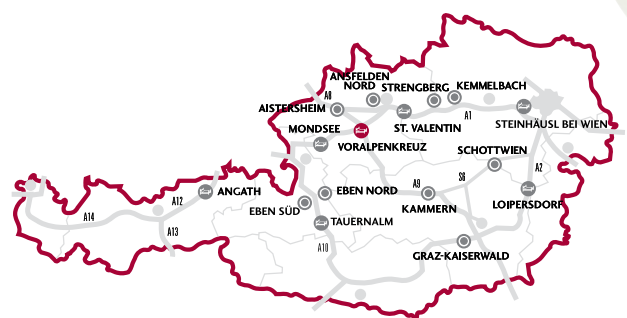 ANSFELDEN
NORD
STRENGBERG
KEMMELBACH
A8
AISTERSHEIM
A1
MONDSEE
ST. VALENTIN
STEINHÄUSL BEI WIEN
VORALPENKREUZ
SCHOTTWIEN
A2
S6
ANGATH
EBEN NORD
A9
A12
EBEN SÜD
KAMMERN
LOIPERSDORF
A14
TAUERNALM
A13
A10
GRAZ-KAISERWALD